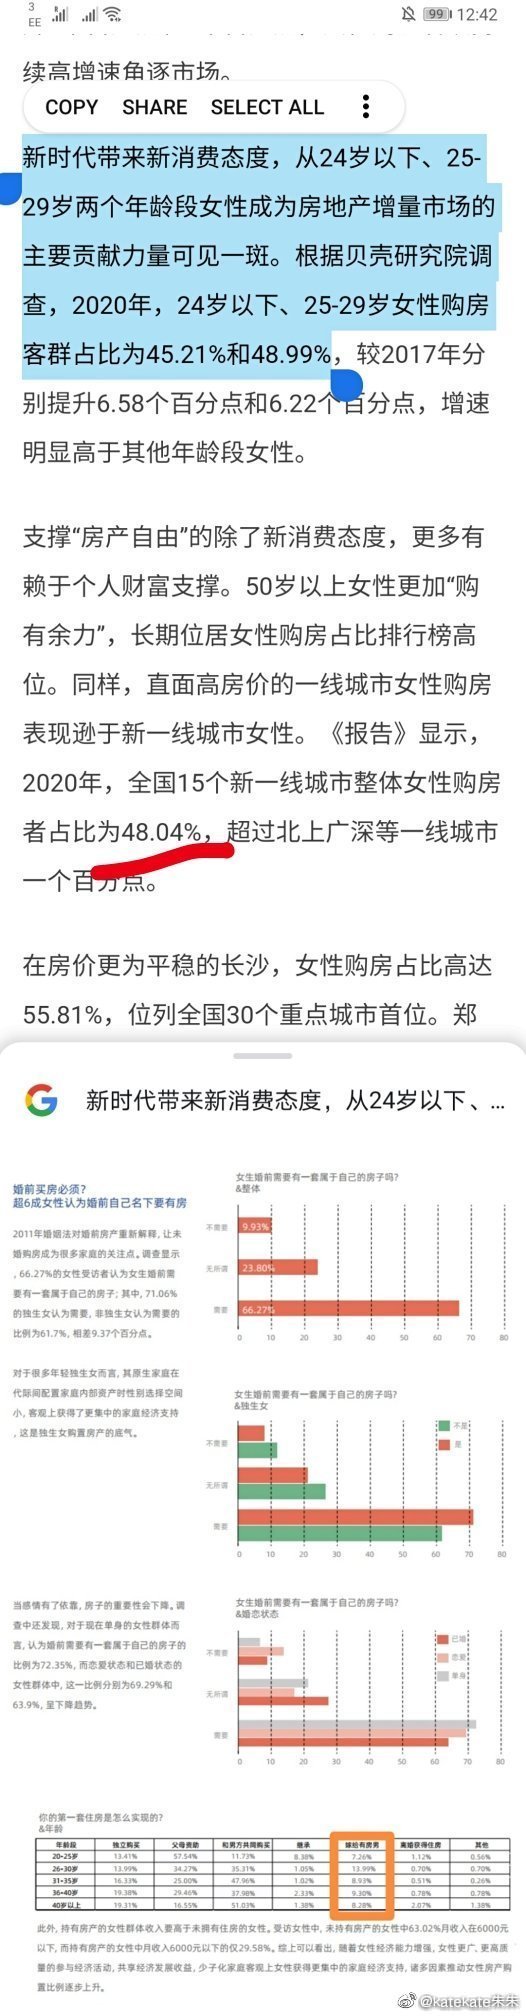 3
EE
99
12:42
续高增速角逐市场。
COPY SHARE SELECT ALL
新时代带来新消费态度，从24岁以下、25-
29岁两个年龄段女性成为房地产增量市场的
主要贡献力量可见一斑。根据贝壳研究院调
查，2020年，24岁以下、25-29岁女性购房
客群占比为45.21%和48.99%，较2017年分
别提升6.58个百分点和6.22个百分点，增速
明显高于其他年龄段女性。
支撑“房产自由”的除了新消费态度，更多有
赖于个人财富支撑。50岁以上女性更加“购
有余力”，长期位居女性购房占比排行榜高
位。同样，直面高房价的一线城市女性购房
表现逊于新一线城市女性。《报告》显示，
2020年，全国15个新一线城市整体女性购房
者占比为48.04%，超过北上广深等一线城市
一个百分点。
在房价更为平稳的长沙，女性购房占比高达
55.81%，位列全国30个重点城市首位。郑
新时代带来新消费态度，从24岁以下、...
婚前买房必须？
超6成女性认为婚前自己名下要有房
2011年婚姻法对婚前房产重新解释，让未
婚购房成为很多家庭的关注点。调查显示
，66.27%的女性受访者认为女生婚前需
要有一套属于自己的房子；其中，71.06%
的独生女认为需要，非独生女认为需要的
比例为61.7%，相差9.37个百分点。
女生婚前需要有一套属于自己的房子吗？
&整体
不需要 9.93%
无所谓 23.80%
需要 66.27%
0 10 20 30 40 50 60 70 80
对于很多年轻独生女而言，其原生家庭在
代际间配置家庭内部资产时性别选择空间
小，客观上获得了更集中的家庭经济支持
，这是独生女购置房产的底气。
女生婚前需要有一套属于自己的房子吗？
&独生女
不是
是
不需要
无所谓
需要
0 10 20 30 40 50 60 70 80
当感情有了依靠，房子的重要性会下降。调
查中还发现，对于现在单身的女性群体而
言，认为婚前需要有一套属于自己的房子的
比例为72.35%，而恋爱状态和已婚状态的
女性群体中，这一比例分别为69.29%和
63.9%，呈下降趋势。
女生婚前需要有一套属于自己的房子吗？
&婚恋状态
已婚
恋爱
单身
不需要
无所谓
需要
0 10 20 30 40 50 60 70 80
你的第一套住房是怎么实现的？
&年龄
年龄段 独立购买 父母资助 和男方共同购买 继承 嫁给有房男 离婚获得住房 其他
20-25岁 13.41% 57.54% 11.73% 8.38% 7.26% 1.12% 0.56%
26-30岁 13.99% 34.27% 35.31% 1.05% 13.99% 0.70% 0.70%
31-35岁 16.33% 25.00% 47.96% 1.02% 8.93% 0.51% 0.26%
36-40岁 19.38% 29.46% 37.98% 2.33% 9.30% 0.78% 0.78%
40岁以上 19.31% 16.55% 51.03% 1.38% 8.28% 2.07% 1.38%
此外，持有房产的女性群体收入要高于未拥有住房的女性。受访女性中，未持有房产的女性中63.02%月收入在6000元
以下，而持有房产的女性中月收入6000元以下的仅29.58%。综上可以看出，随着女性经济能力增强，女性更广、更高质
量的参与经济活动，共享经济发展收益，少子化家庭客观上女性获得更集中的家庭经济支持，诸多因素推动女性房产购
置比例逐步上升。
@katekate朱朱